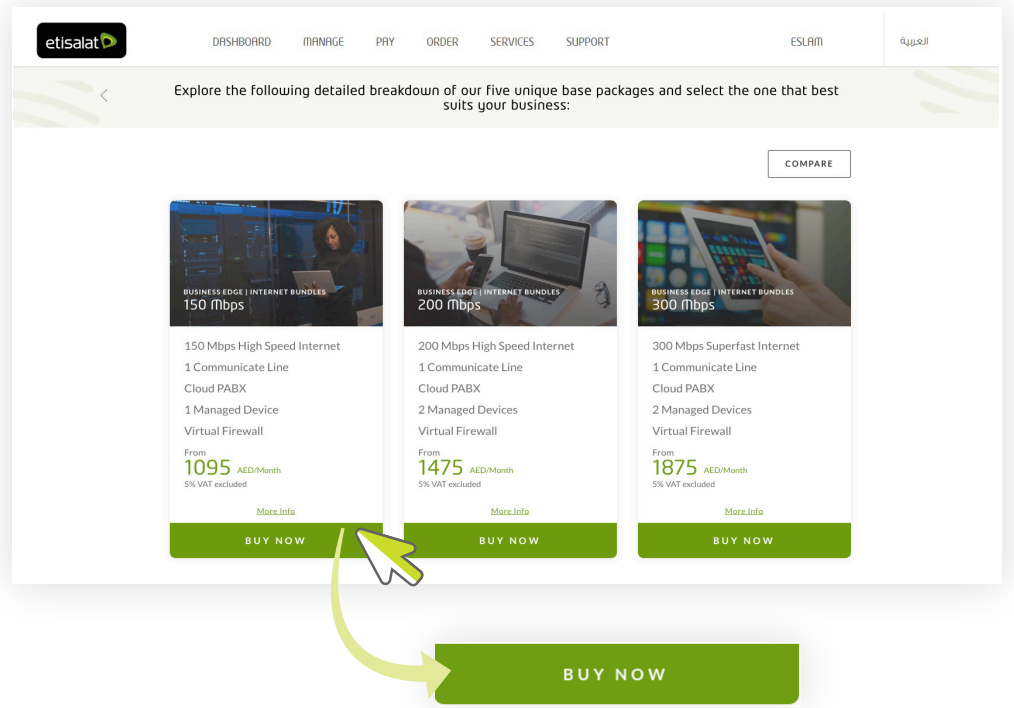 etisalat
DASHBOARD MANAGE PAY ORDER SERVICES SUPPORT ESLAM العربية
Explore the following detailed breakdown of our five unique base packages and select the one that best
suits your business:
COMPARE
BUSINESS EDGE | INTERNET BUNDLES
150 Mbps
150 Mbps High Speed Internet
1 Communicate Line
Cloud PABX
1 Managed Device
Virtual Firewall
From
1095 AED/Month
5% VAT excluded
More Info
BUY NOW
BUSINESS EDGE | INTERNET BUNDLES
200 Mbps
200 Mbps High Speed Internet
1 Communicate Line
Cloud PABX
2 Managed Devices
Virtual Firewall
From
1475 AED/Month
5% VAT excluded
More Info
BUY NOW
BUSINESS EDGE | INTERNET BUNDLES
300 Mbps
300 Mbps Superfast Internet
1 Communicate Line
Cloud PABX
2 Managed Devices
Virtual Firewall
From
1875 AED/Month
5% VAT excluded
More Info
BUY NOW
BUY NOW